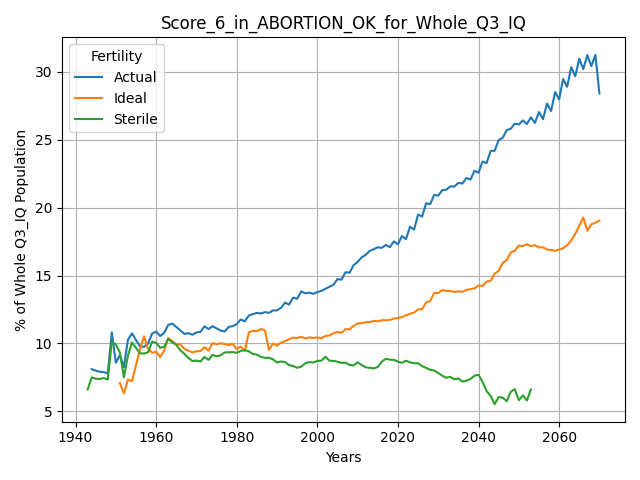 Score_6_in_ABORTION_OK_for_Whole_Q3_IQ
Fertility
Actual
Ideal
Sterile
% of Whole Q3_IQ Population
30
25
20
15
10
5
1940 1960 1980 2000 2020 2040 2060
Years